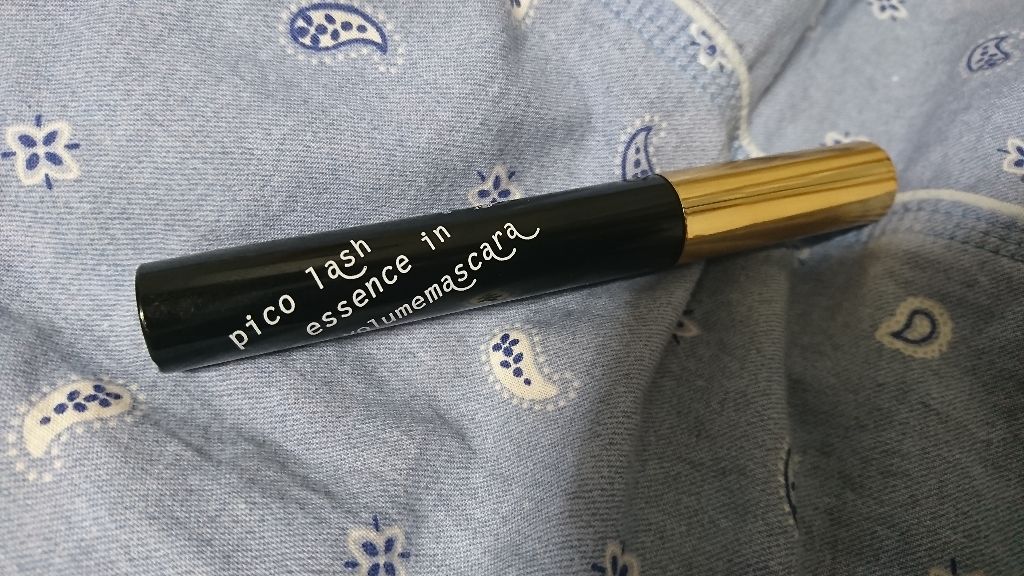 pico lash
essence in
volumemascara